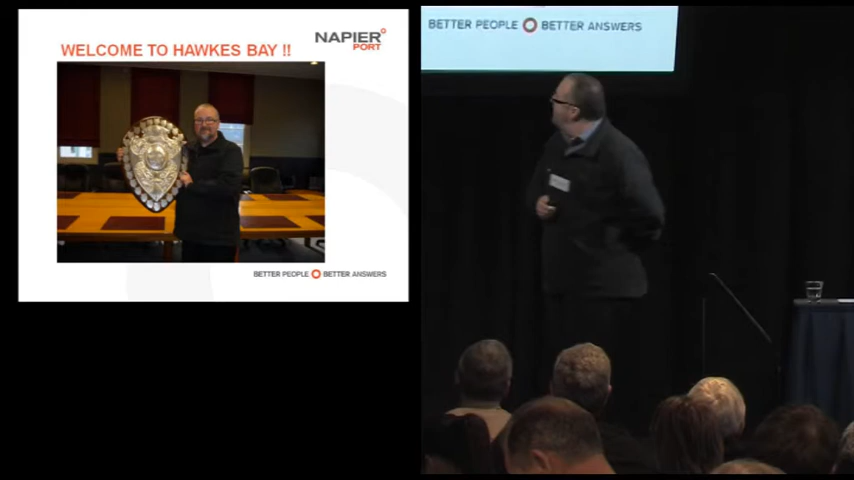 WELCOME TO HAWKES BAY !!
NAPIER
PORT
BETTER PEOPLE BETTER ANSWERS
BETTER PEOPLE BETTER ANSWERS